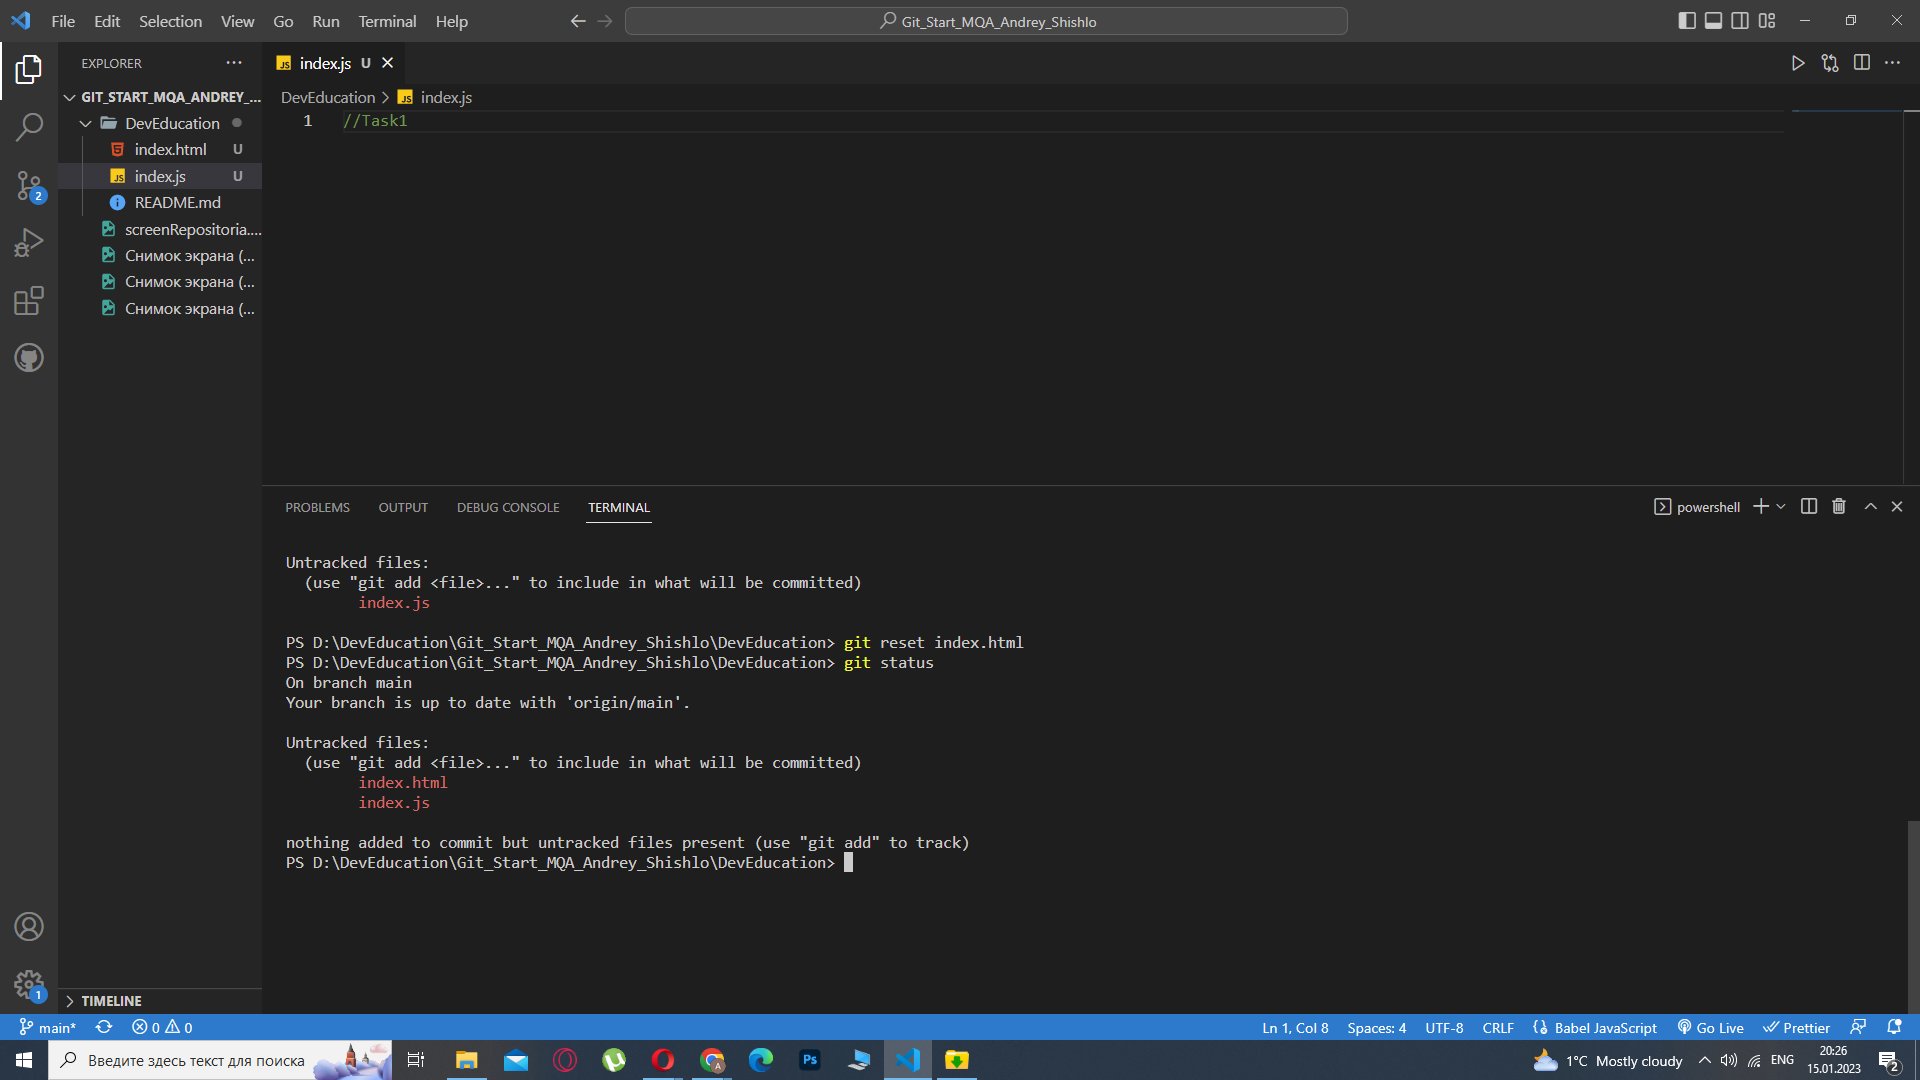 File Edit Selection View Go Run Terminal Help
Git_Start_MQA_Andrey_Shishlo
EXPLORER
index.js U
GIT_START_MQA_ANDREY_...
DevEducation
index.html U
index.js U
README.md
screenRepositoria....
Снимок экрана (...
Снимок экрана (...
Снимок экрана (...
TIMELINE
DevEducation > index.js
1 //Task1
PROBLEMS OUTPUT DEBUG CONSOLE TERMINAL
powershell
Untracked files:
(use "git add <file>..." to include in what will be committed)
index.js
PS D:\DevEducation\Git_Start_MQA_Andrey_Shishlo\DevEducation> git reset index.html
PS D:\DevEducation\Git_Start_MQA_Andrey_Shishlo\DevEducation> git status
On branch main
Your branch is up to date with 'origin/main'.
Untracked files:
(use "git add <file>..." to include in what will be committed)
index.html
index.js
nothing added to commit but untracked files present (use "git add" to track)
PS D:\DevEducation\Git_Start_MQA_Andrey_Shishlo\DevEducation>
2
1
main* 0 0
Ln 1, Col 8 Spaces: 4 UTF-8 CRLF Babel JavaScript Go Live Prettier
Введите здесь текст для поиска
A
Ps
1°C Mostly cloudy
ENG
20:26
15.01.2023
2